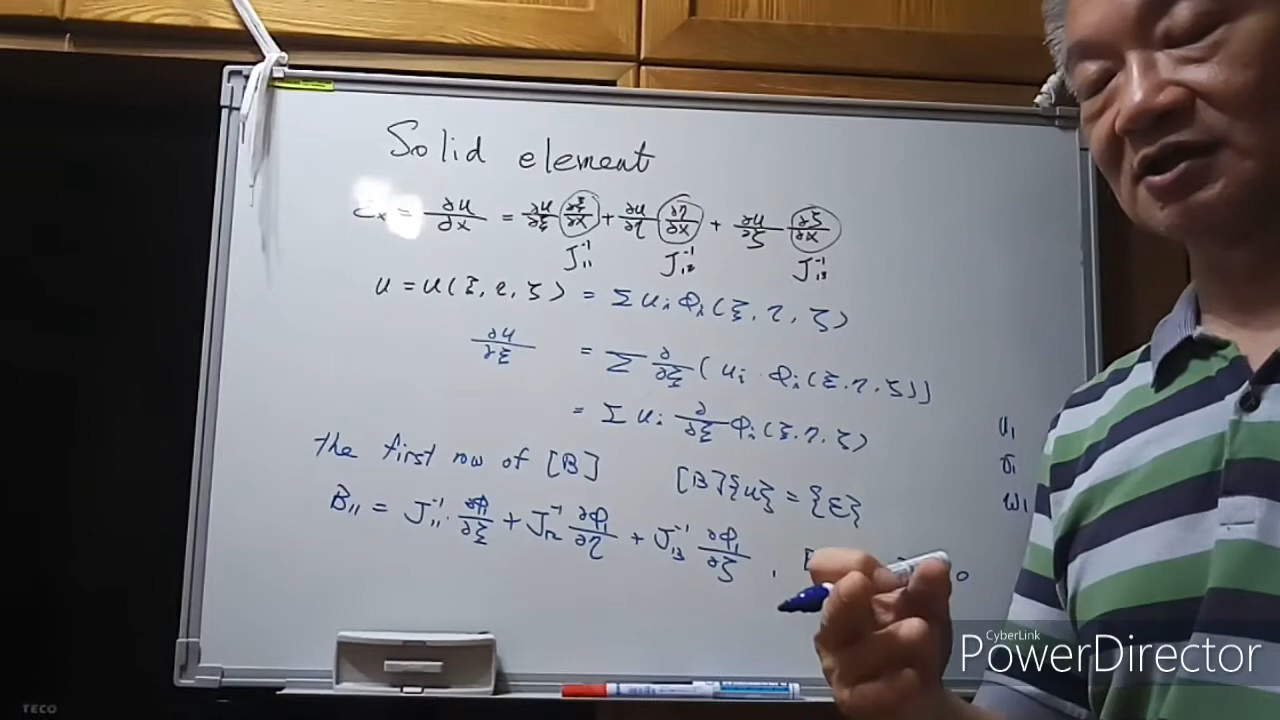 Solid element
εₓ = ∂u/∂x = ∂u/∂ξ ∂ξ/∂x + ∂u/∂η ∂η/∂x + ∂u/∂ζ ∂ζ/∂x
J₁₁⁻¹ J₁₂⁻¹ J₁₃⁻¹
u = u(ξ, η, ζ) = Σ uᵢ Φᵢ(ξ, η, ζ)
∂u/∂ξ = Σ ∂/∂ξ (uᵢ · Φᵢ(ξ, η, ζ))
= Σ uᵢ ∂/∂ξ Φᵢ(ξ, η, ζ)
u₁
v₁
w₁
the first row of [B] [B]{u} = {ε}
B₁₁ = J₁₁⁻¹ · ∂Φ₁/∂ξ + J₁₂⁻¹ ∂Φ₁/∂η + J₁₃⁻¹ ∂Φ₁/∂ζ , 0
CyberLink
PowerDirector
TECO